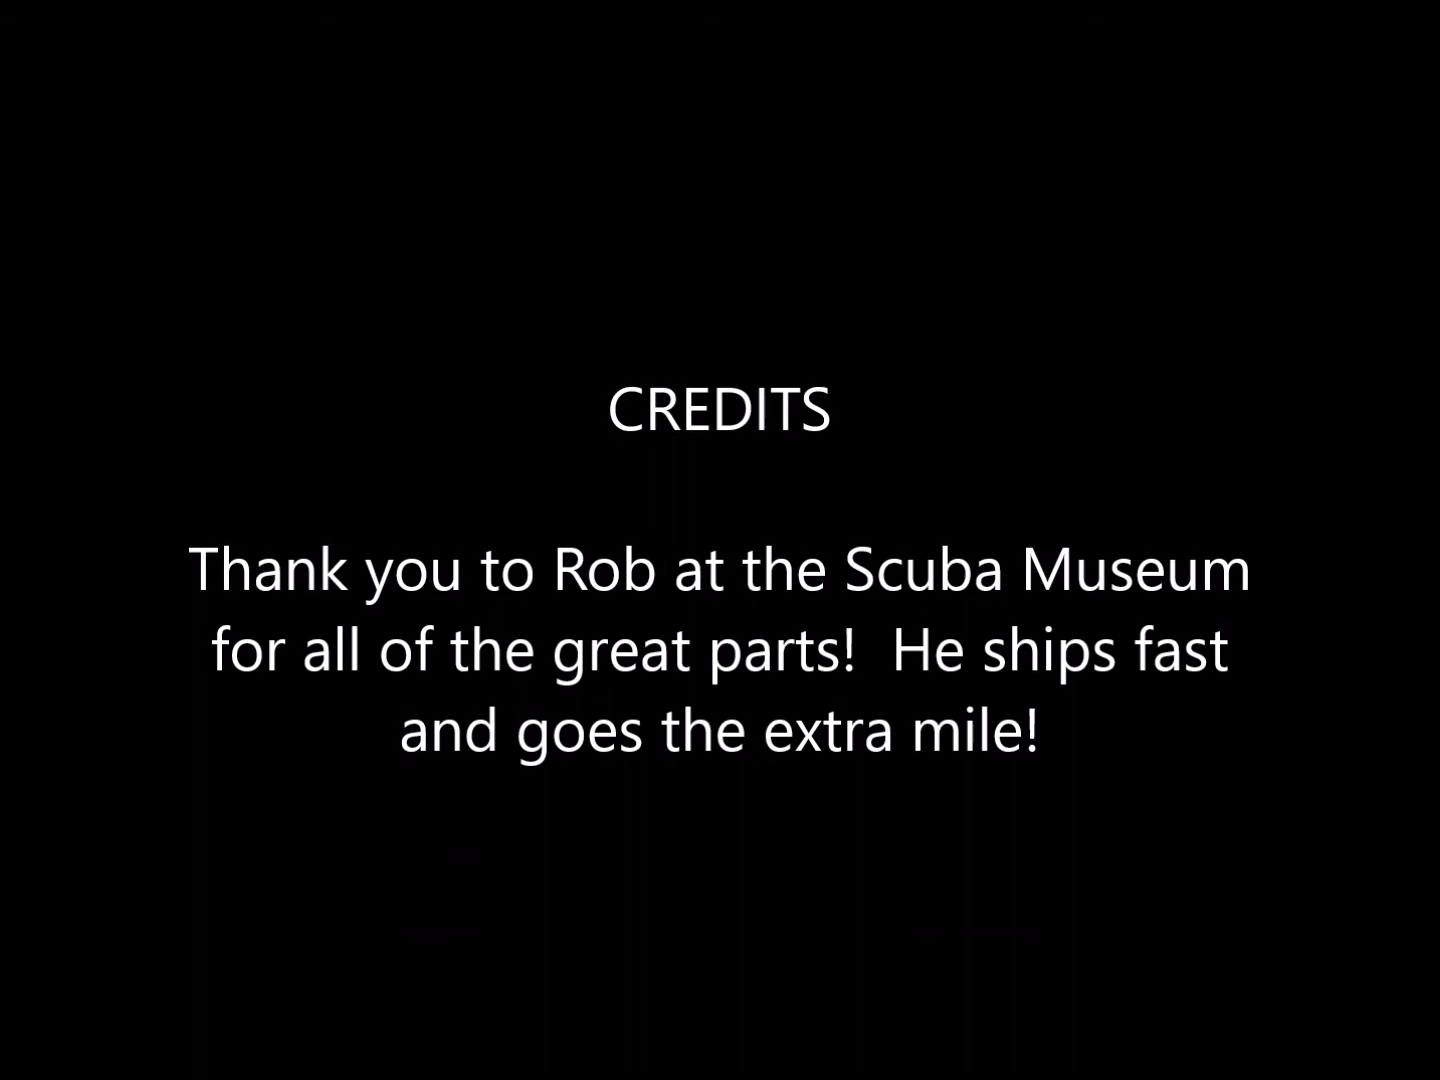 CREDITS
Thank you to Rob at the Scuba Museum
for all of the great parts!  He ships fast
and goes the extra mile!